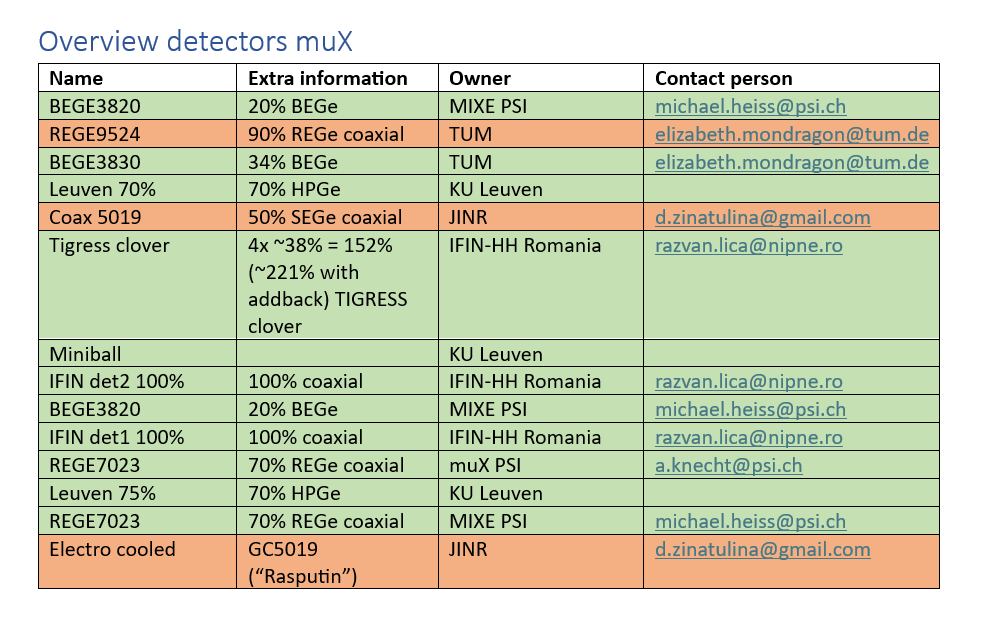 Overview detectors muX
Name Extra information Owner Contact person
BEGE3820 20% BEGe MIXE PSI michael.heiss@psi.ch
REGE9524 90% REGe coaxial TUM elizabeth.mondragon@tum.de
BEGE3830 34% BEGe TUM elizabeth.mondragon@tum.de
Leuven 70% 70% HPGe KU Leuven
Coax 5019 50% SEGe coaxial JINR d.zinatulina@gmail.com
Tigress clover 4x ~38% = 152% IFIN-HH Romania razvan.lica@nipne.ro
(~221% with
addback) TIGRESS
clover
Miniball KU Leuven
IFIN det2 100% 100% coaxial IFIN-HH Romania razvan.lica@nipne.ro
BEGE3820 20% BEGe MIXE PSI michael.heiss@psi.ch
IFIN det1 100% 100% coaxial IFIN-HH Romania razvan.lica@nipne.ro
REGE7023 70% REGe coaxial muX PSI a.knecht@psi.ch
Leuven 75% 70% HPGe KU Leuven
REGE7023 70% REGe coaxial MIXE PSI michael.heiss@psi.ch
Electro cooled GC5019 JINR d.zinatulina@gmail.com
(“Rasputin”)